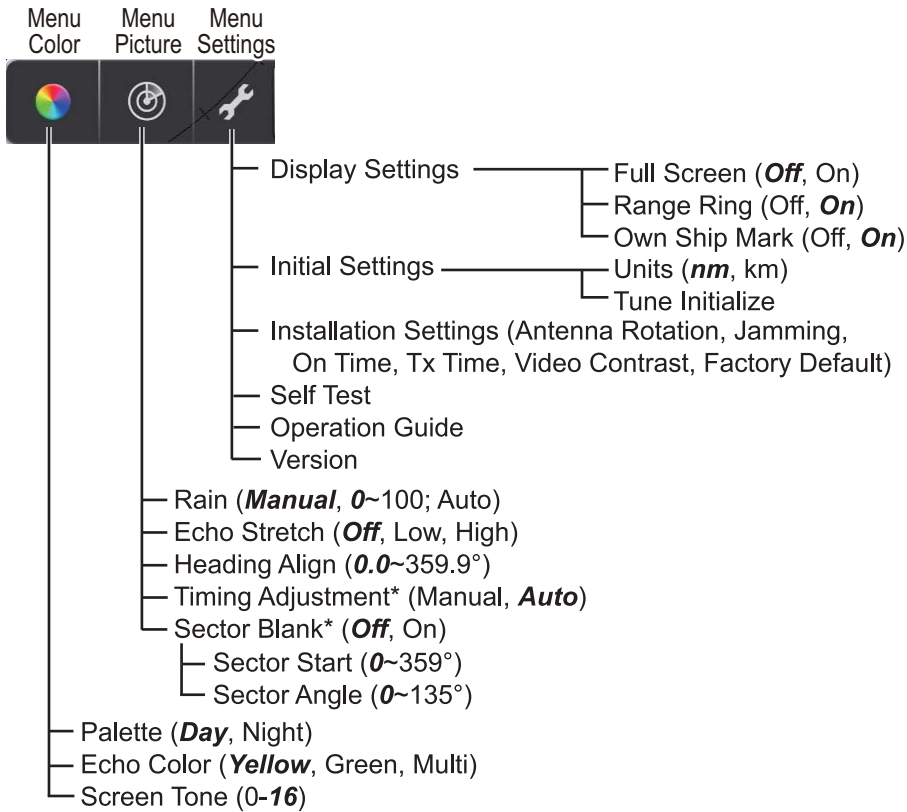 Menu Color
Menu Picture
Menu Settings
Display Settings
Full Screen (Off, On)
Range Ring (Off, On)
Own Ship Mark (Off, On)
Initial Settings
Units (nm, km)
Tune Initialize
Installation Settings (Antenna Rotation, Jamming,
On Time, Tx Time, Video Contrast, Factory Default)
Self Test
Operation Guide
Version
Rain (Manual, 0~100; Auto)
Echo Stretch (Off, Low, High)
Heading Align (0.0~359.9°)
Timing Adjustment* (Manual, Auto)
Sector Blank* (Off, On)
Sector Start (0~359°)
Sector Angle (0~135°)
Palette (Day, Night)
Echo Color (Yellow, Green, Multi)
Screen Tone (0-16)